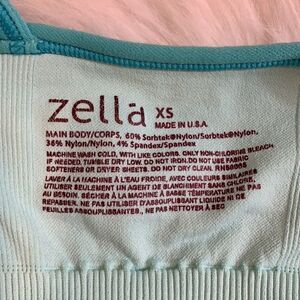 zella XS
MADE IN U.S.A.
MAIN BODY/CORPS, 60% Sorbtek®Nylon/Sorbtek®Nylon,
36% Nylon/Nylon, 4% Spandex/Spandex
MACHINE WASH COLD, WITH LIKE COLORS. ONLY NON-CHLORINE BLEACH,
IF NEEDED, TUMBLE DRY LOW. DO NOT IRON.DO NOT USE FABRIC
SOFTENERS OR DRYER SHEETS. DO NOT DRY CLEAN.
LAVER À LA MACHINE À L'EAU FROIDE, AVEC COULEURS SIMILAIRES
UTILISER SEULEMENT UN AGENT DE BLANCHIMENT SANS CHLORE,
AU BESOIN. SÉCHER À LA MACHINE À BASSE TEMPÉRATURE NE PAS
REPASSER. NE PAS UTILISER D'ASSOUPLISSANT LIQUIDE NI DE
FEUILLES ASSOUPLISSANTES., NE PAS NETTOYER À SEC